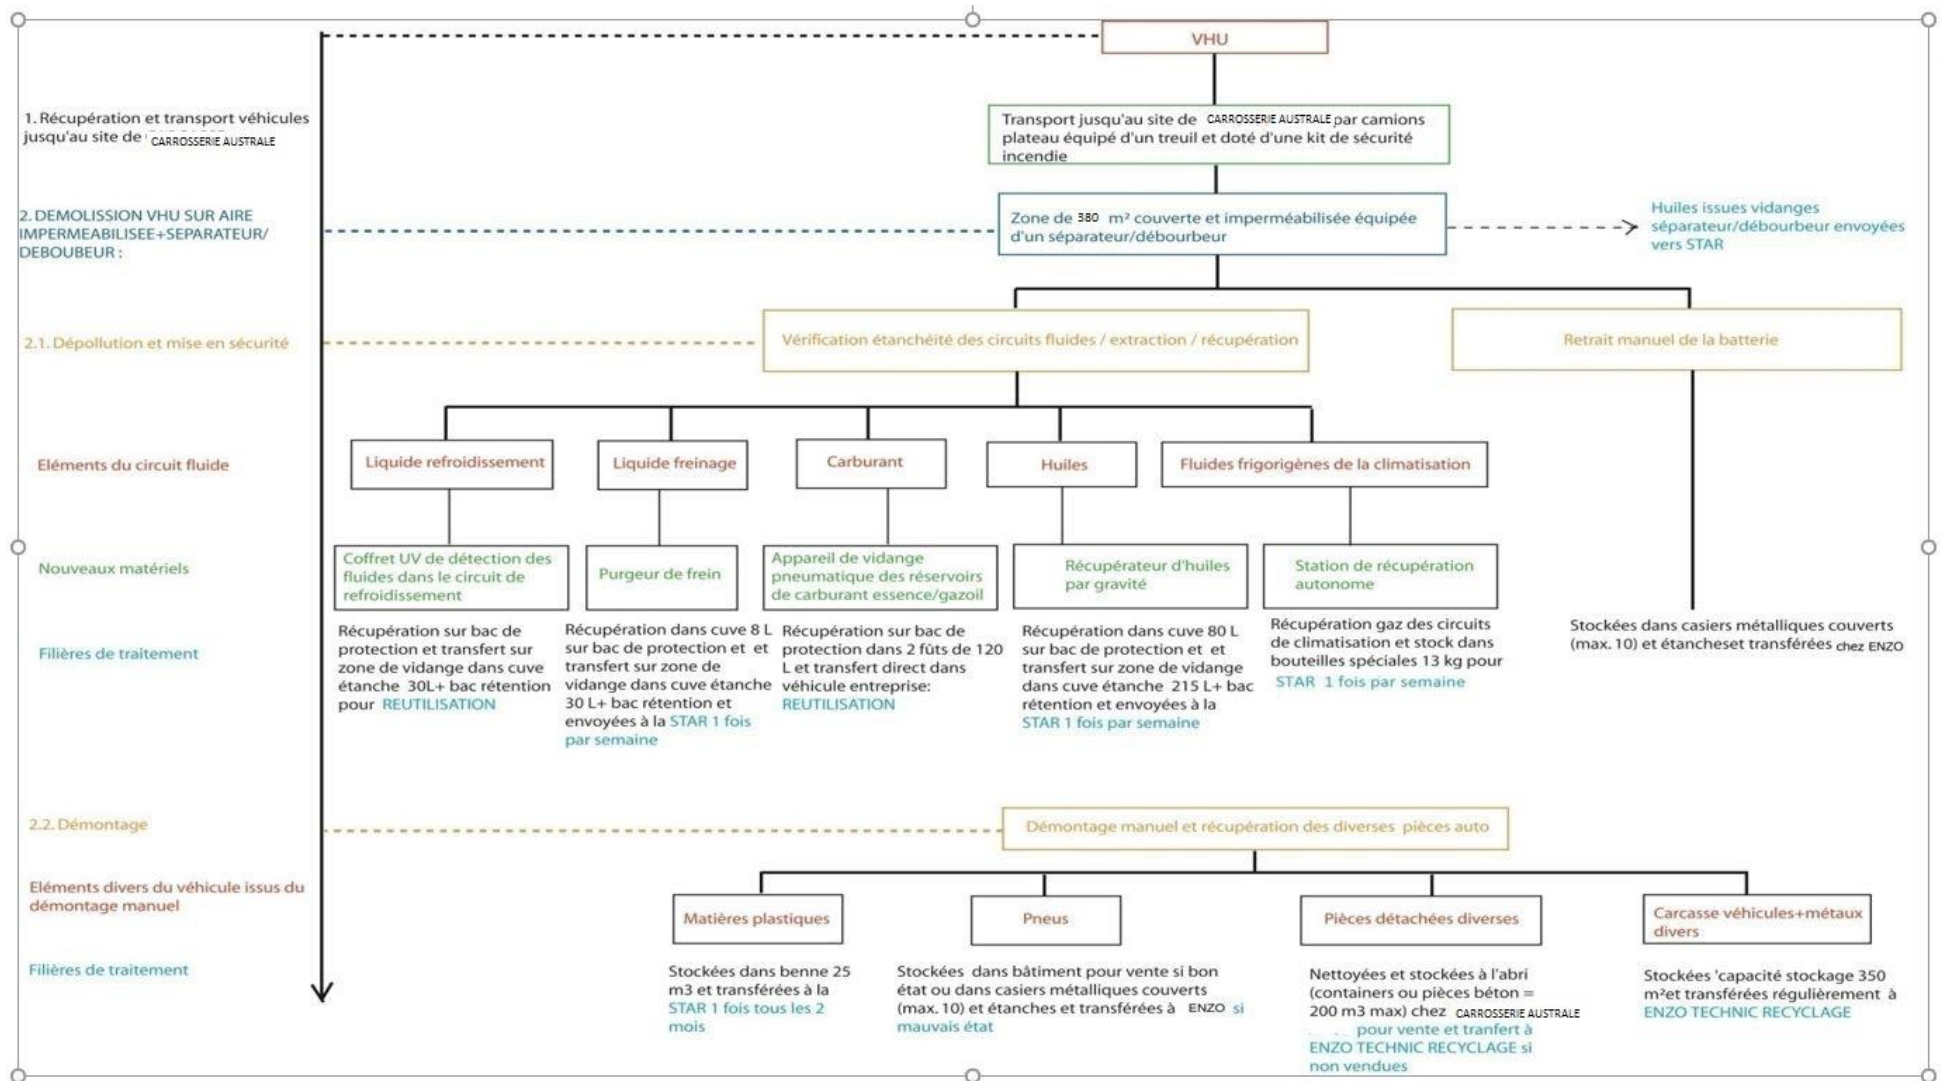 VHU
1. Récupération et transport véhicules
jusqu'au site de CARROSSERIE AUSTRALE
Transport jusqu'au site de CARROSSERIE AUSTRALE par camions
plateau équipé d'un treuil et doté d'une kit de sécurité
incendie
2. DEMOLISSION VHU SUR AIRE
IMPERMEABILISEE+SEPARATEUR/
DEBOUBEUR :
Zone de 380 m² couverte et imperméabilisée équipée
d'un séparateur/débourbeur
Huiles issues vidanges
séparateur/débourbeur envoyées
vers STAR
2.1. Dépollution et mise en sécurité
Vérification étanchéité des circuits fluides / extraction / récupération
Retrait manuel de la batterie
Eléments du circuit fluide
Liquide refroidissement
Liquide freinage
Carburant
Huiles
Fluides frigorigènes de la climatisation
Nouveaux matériels
Coffret UV de détection des
fluides dans le circuit de
refroidissement
Purgeur de frein
Appareil de vidange
pneumatique des réservoirs
de carburant essence/gazoil
Récupérateur d'huiles
par gravité
Station de récupération
autonome
Filières de traitement
Récupération sur bac de
protection et transfert sur
zone de vidange dans cuve
étanche 30L+ bac rétention
pour REUTILISATION
Récupération dans cuve 8 L
sur bac de protection et et
transfert sur zone de
vidange dans cuve étanche
30 L+ bac rétention et
envoyées à la STAR 1 fois
par semaine
Récupération sur bac de
protection dans 2 fûts de 120
L et transfert direct dans
véhicule entreprise:
REUTILISATION
Récupération dans cuve 80 L
sur bac de protection et et
transfert sur zone de vidange
dans cuve étanche 215 L+ bac
rétention et envoyées à la
STAR 1 fois par semaine
Récupération gaz des circuits
de climatisation et stock dans
bouteilles spéciales 13 kg pour
STAR 1 fois par semaine
Stockées dans casiers métalliques couverts
(max. 10) et étancheset transférées chez ENZO
2.2. Démontage
Démontage manuel et récupération des diverses pièces auto
Eléments divers du véhicule issus du
démontage manuel
Matières plastiques
Pneus
Pièces détachées diverses
Carcasse véhicules+métaux
divers
Filières de traitement
Stockées dans benne 25
m3 et transférées à la
STAR 1 fois tous les 2
mois
Stockées dans bâtiment pour vente si bon
état ou dans casiers métalliques couverts
(max. 10) et étanches et transférées à ENZO si
mauvais état
Nettoyées et stockées à l'abri
(containers ou pièces béton =
200 m3 max) chez CARROSSERIE AUSTRALE
pour vente et tranfert à
ENZO TECHNIC RECYCLAGE si
non vendues
Stockées 'capacité stockage 350
m²et transférées régulièrement à
ENZO TECHNIC RECYCLAGE